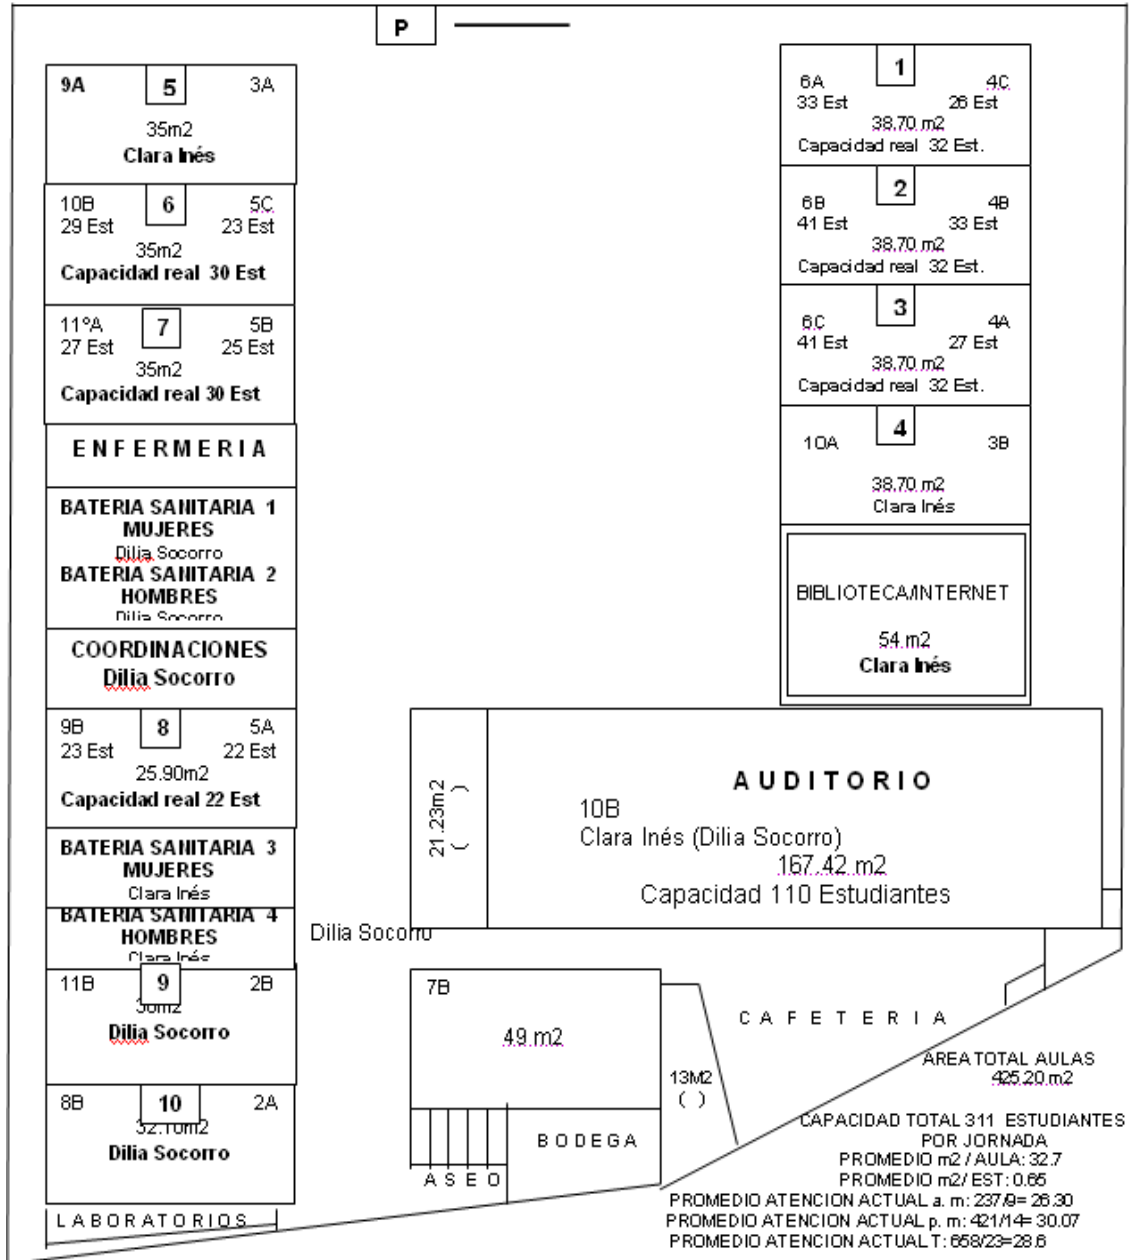 P
9A 5 3A
35m2
Clara Inés
10B 6 5C
29 Est 23 Est
35m2
Capacidad real 30 Est
11°A 7 5B
27 Est 25 Est
35m2
Capacidad real 30 Est
ENFERMERIA
BATERIA SANITARIA 1
MUJERES
Dilia Socorro
BATERIA SANITARIA 2
HOMBRES
Dilia Socorro
COORDINACIONES
Dilia Socorro
9B 8 5A
23 Est 22 Est
25.90m2
Capacidad real 22 Est
BATERIA SANITARIA 3
MUJERES
Clara Inés
BATERIA SANITARIA 4
HOMBRES
Clara Inés
11B 9 2B
30m2
Dilia Socorro
8B 10 2A
32.10m2
Dilia Socorro
LABORATORIOS
1
6A 4C
33 Est 26 Est
38.70 m2
Capacidad real 32 Est.
2
6B 4B
41 Est 33 Est
38.70 m2
Capacidad real 32 Est.
3
6C 4A
41 Est 27 Est
38.70 m2
Capacidad real 32 Est.
4
10A 3B
38.70 m2
Clara Inés
BIBLIOTECA/INTERNET
54 m2
Clara Inés
21.23m2
( )
AUDITORIO
10B
Clara Inés (Dilia Socorro)
167.42 m2
Capacidad 110 Estudiantes
Dilia Socorro
7B
49 m2
13M2
( )
CAFETERIA
ASEO
BODEGA
AREA TOTAL AULAS
425.20 m2
CAPACIDAD TOTAL 311 ESTUDIANTES
POR JORNADA
PROMEDIO m2 / AULA: 32.7
PROMEDIO m2/ EST: 0.65
PROMEDIO ATENCION ACTUAL a. m: 237/9= 26.30
PROMEDIO ATENCION ACTUAL p. m: 421/14= 30.07
PROMEDIO ATENCION ACTUAL T: 658/23=28.6